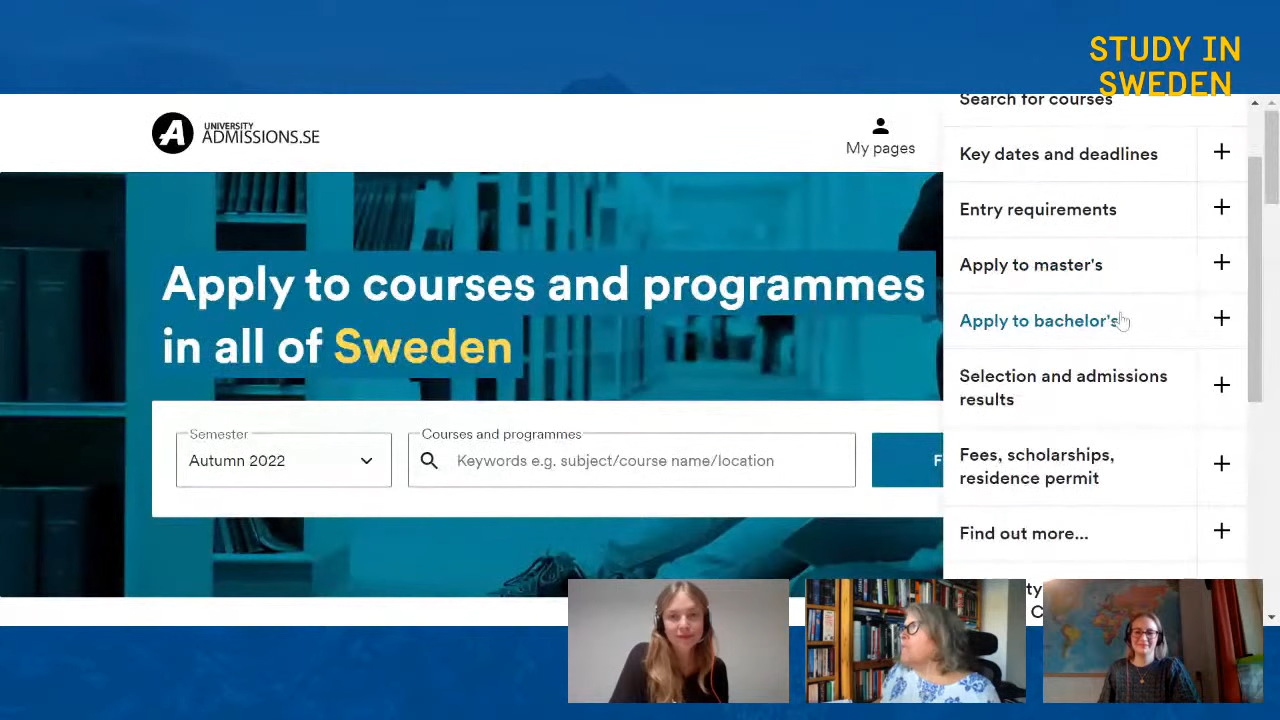 STUDY IN
SWEDEN
UNIVERSITY
ADMISSIONS.SE
My pages
Search for courses
Key dates and deadlines
Entry requirements
Apply to master's
Apply to bachelor's
Selection and admissions
results
Fees, scholarships,
residence permit
Find out more...
Apply to courses and programmes
in all of Sweden
Semester
Autumn 2022
Courses and programmes
Keywords e.g. subject/course name/location